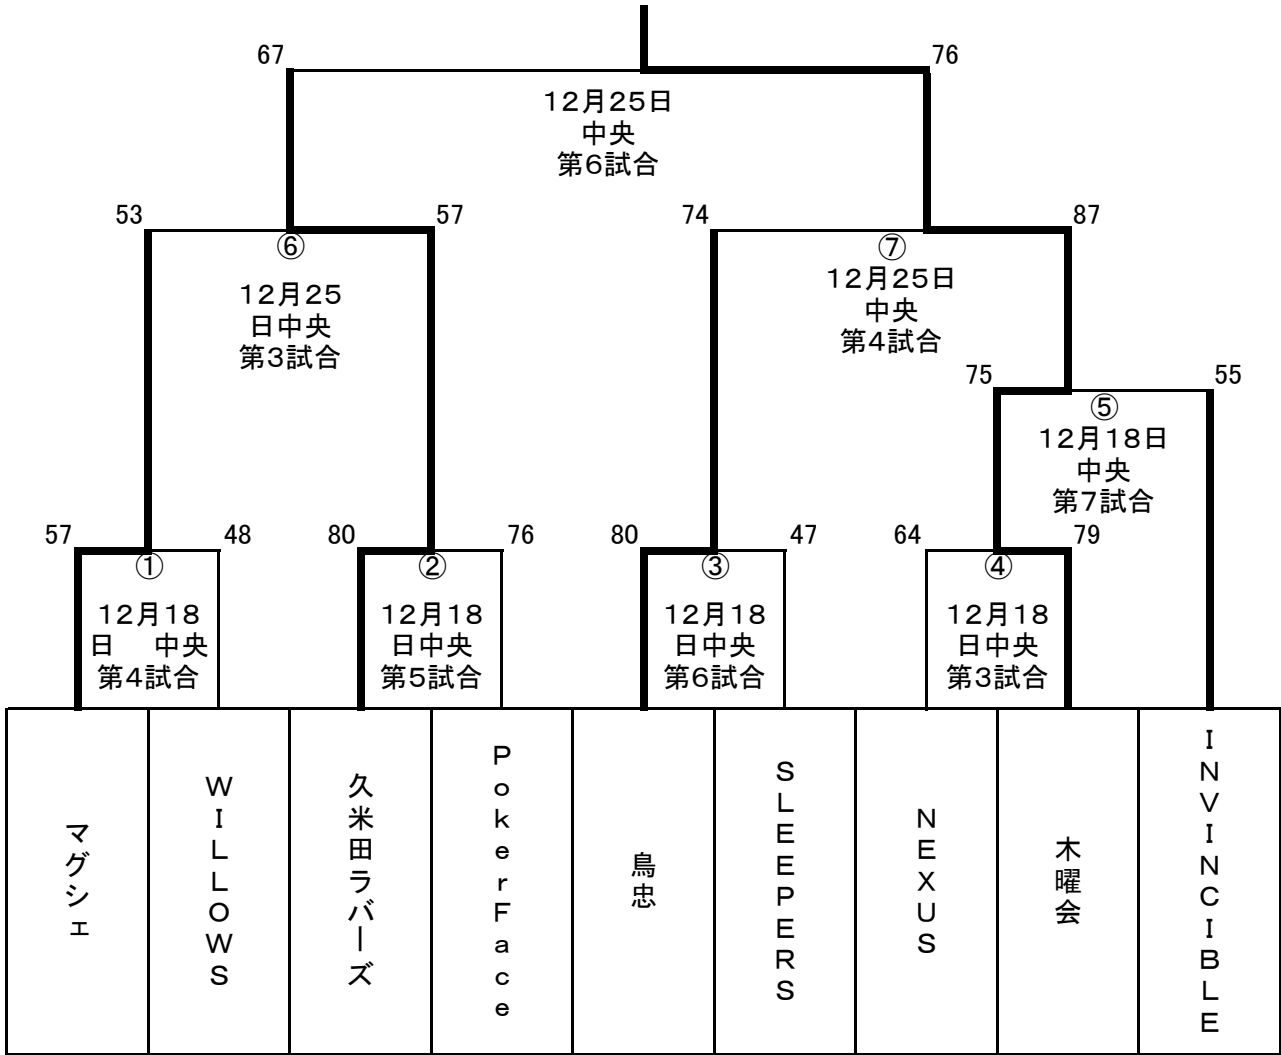 67
76
12月25日
中央
第6試合
53
57
74
87
⑥
⑦
12月25
日中央
第3試合
12月25日
中央
第4試合
75
55
⑤
12月18日
中央
第7試合
57
48
80
76
80
47
64
79
①
②
③
④
12月18
日 中央
第4試合
12月18
日中央
第5試合
12月18
日中央
第6試合
12月18
日中央
第3試合
マグシェ
WILLOWS
久米田ラバーズ
PokerFace
鳥忠
SLEEPERS
NEXUS
木曜会
INVINCIBLE